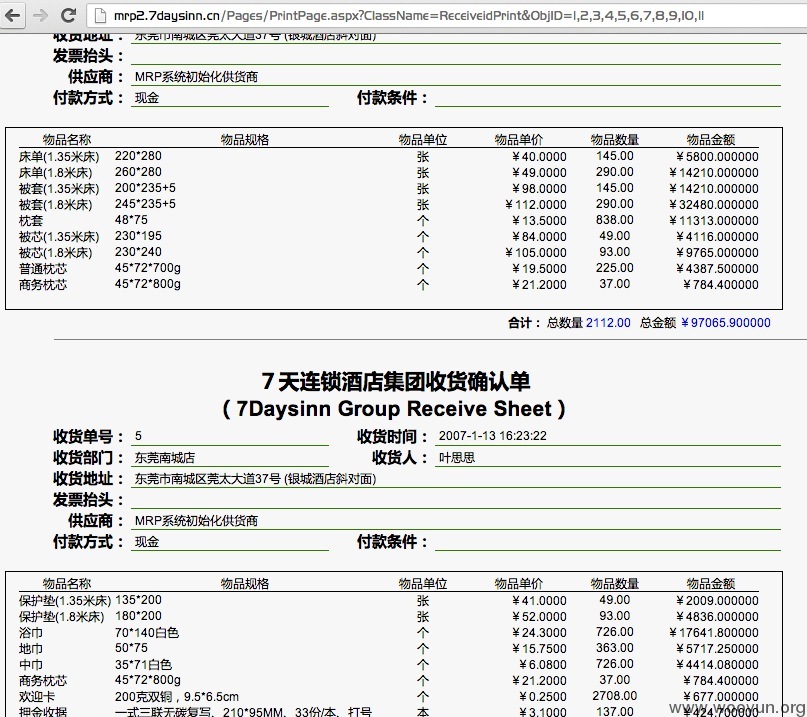 mrp2.7daysinn.cn/Pages/PrintPage.aspx?ClassName=ReceiveidPrint&ObjID=1,2,3,4,5,6,7,8,9,10,11
收货地址： 东莞市南城区莞太大道37号 (银城酒店斜对面)
发票抬头：
供应商： MRP系统初始化供货商
付款方式： 现金 付款条件：
物品名称 物品规格 物品单位 物品单价 物品数量 物品金额
床单(1.35米床) 220*280 张 ￥40.0000 145.00 ￥5800.000000
床单(1.8米床) 260*280 张 ￥49.0000 290.00 ￥14210.000000
被套(1.35米床) 200*235+5 张 ￥98.0000 145.00 ￥14210.000000
被套(1.8米床) 245*235+5 张 ￥112.0000 290.00 ￥32480.000000
枕套 48*75 个 ￥13.5000 838.00 ￥11313.000000
被芯(1.35米床) 230*195 个 ￥84.0000 49.00 ￥4116.000000
被芯(1.8米床) 230*240 个 ￥105.0000 93.00 ￥9765.000000
普通枕芯 45*72*700g 个 ￥19.5000 225.00 ￥4387.500000
商务枕芯 45*72*800g 个 ￥21.2000 37.00 ￥784.400000
合计： 总数量 2112.00 总金额 ￥97065.900000
7 天连锁酒店集团收货确认单
( 7Daysinn Group Receive Sheet )
收货单号： 5 收货时间： 2007-1-13 16:23:22
收货部门： 东莞南城店 收货人： 叶思思
收货地址： 东莞市南城区莞太大道37号 (银城酒店斜对面)
发票抬头：
供应商： MRP系统初始化供货商
付款方式： 现金 付款条件：
物品名称 物品规格 物品单位 物品单价 物品数量 物品金额
保护垫(1.35米床) 135*200 张 ￥41.0000 49.00 ￥2009.000000
保护垫(1.8米床) 180*200 张 ￥52.0000 93.00 ￥4836.000000
浴巾 70*140白色 个 ￥24.3000 726.00 ￥17641.800000
地巾 50*75 个 ￥15.7500 363.00 ￥5717.250000
中巾 35*71白色 个 ￥6.0800 726.00 ￥4414.080000
商务枕芯 45*72*800g 个 ￥21.2000 37.00 ￥784.400000
欢迎卡 200克双铜，9.5*6.5cm 个 ￥0.2500 2708.00 ￥677.000000
押金收据 一式三联无碳复写，210*95MM，33份/本，打号 本 ￥3.1000 137.00 ￥424.700000
www.wooyun.org